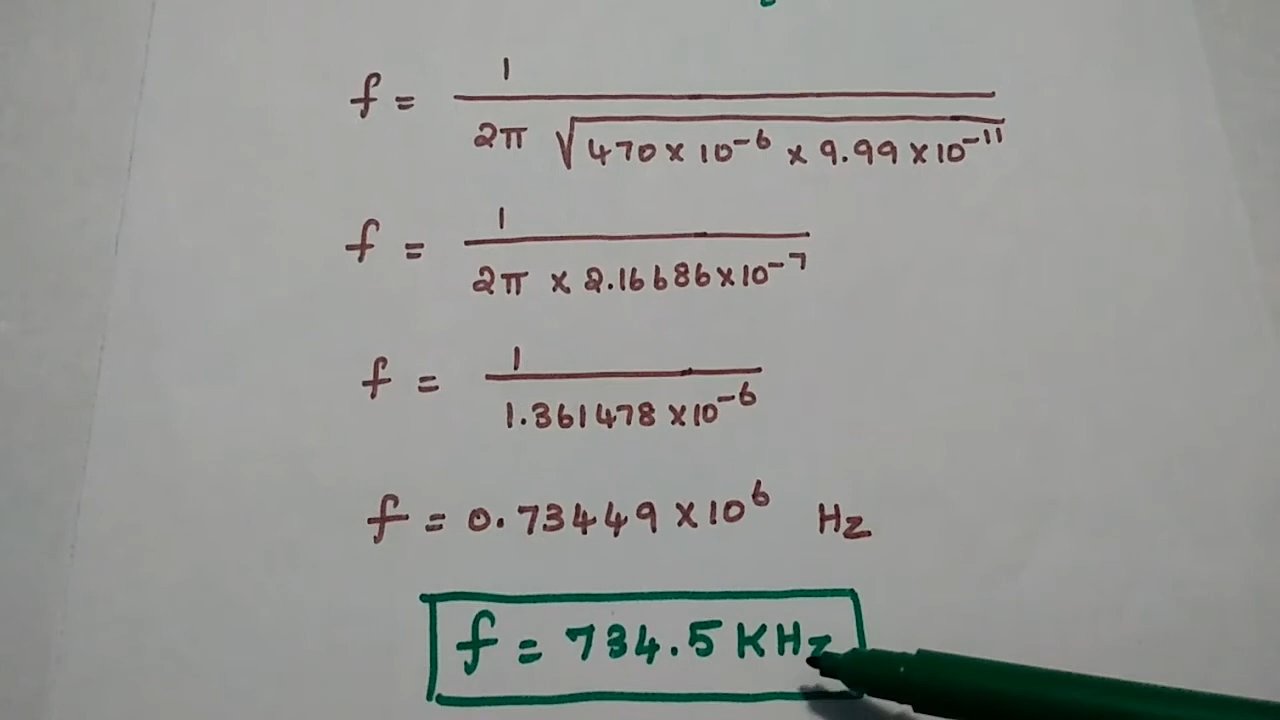 f = 1 / 2π √470 x 10⁻⁶ x 9.99 x 10⁻¹¹
f = 1 / 2π x 2.16686 x 10⁻⁷
f = 1 / 1.361478 x 10⁻⁶
f = 0.73449 x 10⁶ Hz
f = 734.5 KHz